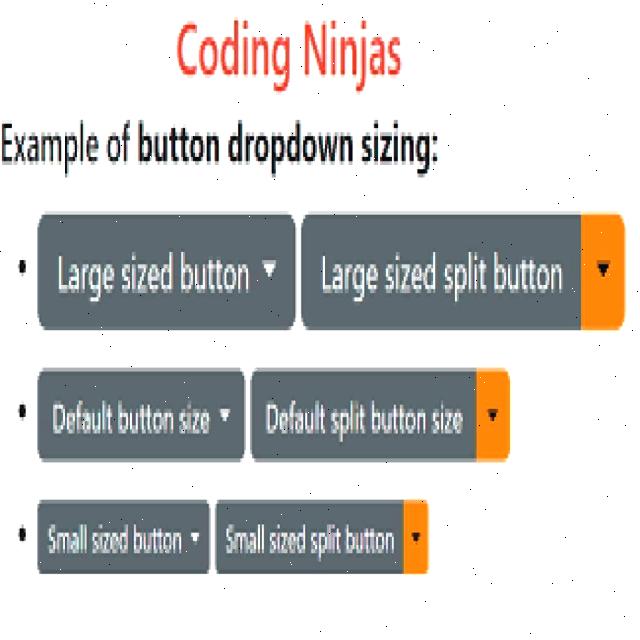 Coding Ninjas
Example of button dropdown sizing:
Large sized button Large sized split button
Default button size Default split button size
Small sized button Small sized split button